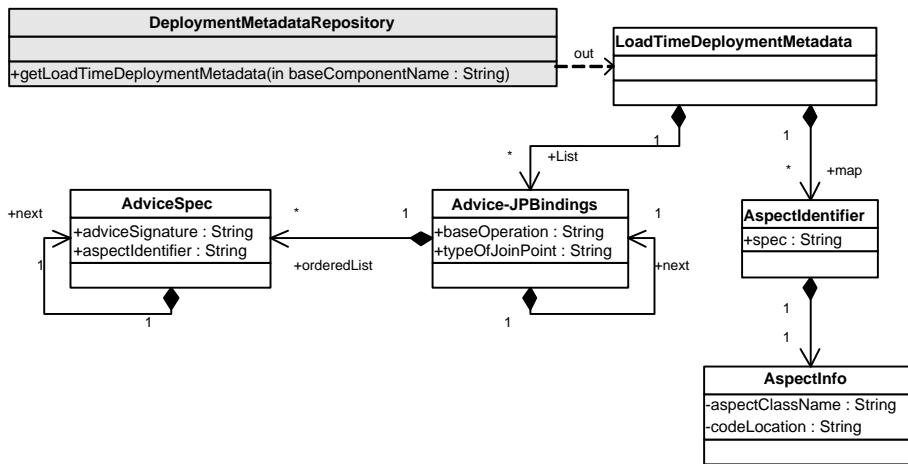 DeploymentMetadataRepository
+getLoadTimeDeploymentMetadata(in baseComponentName : String)
out
LoadTimeDeploymentMetadata
1
1
*
+List
*
+map
AdviceSpec
+adviceSignature : String
+aspectIdentifier : String
+next
1
1
*
+orderedList
1
Advice-JPBindings
+baseOperation : String
+typeOfJoinPoint : String
1
+next
1
AspectIdentifier
+spec : String
1
1
AspectInfo
-aspectClassName : String
-codeLocation : String